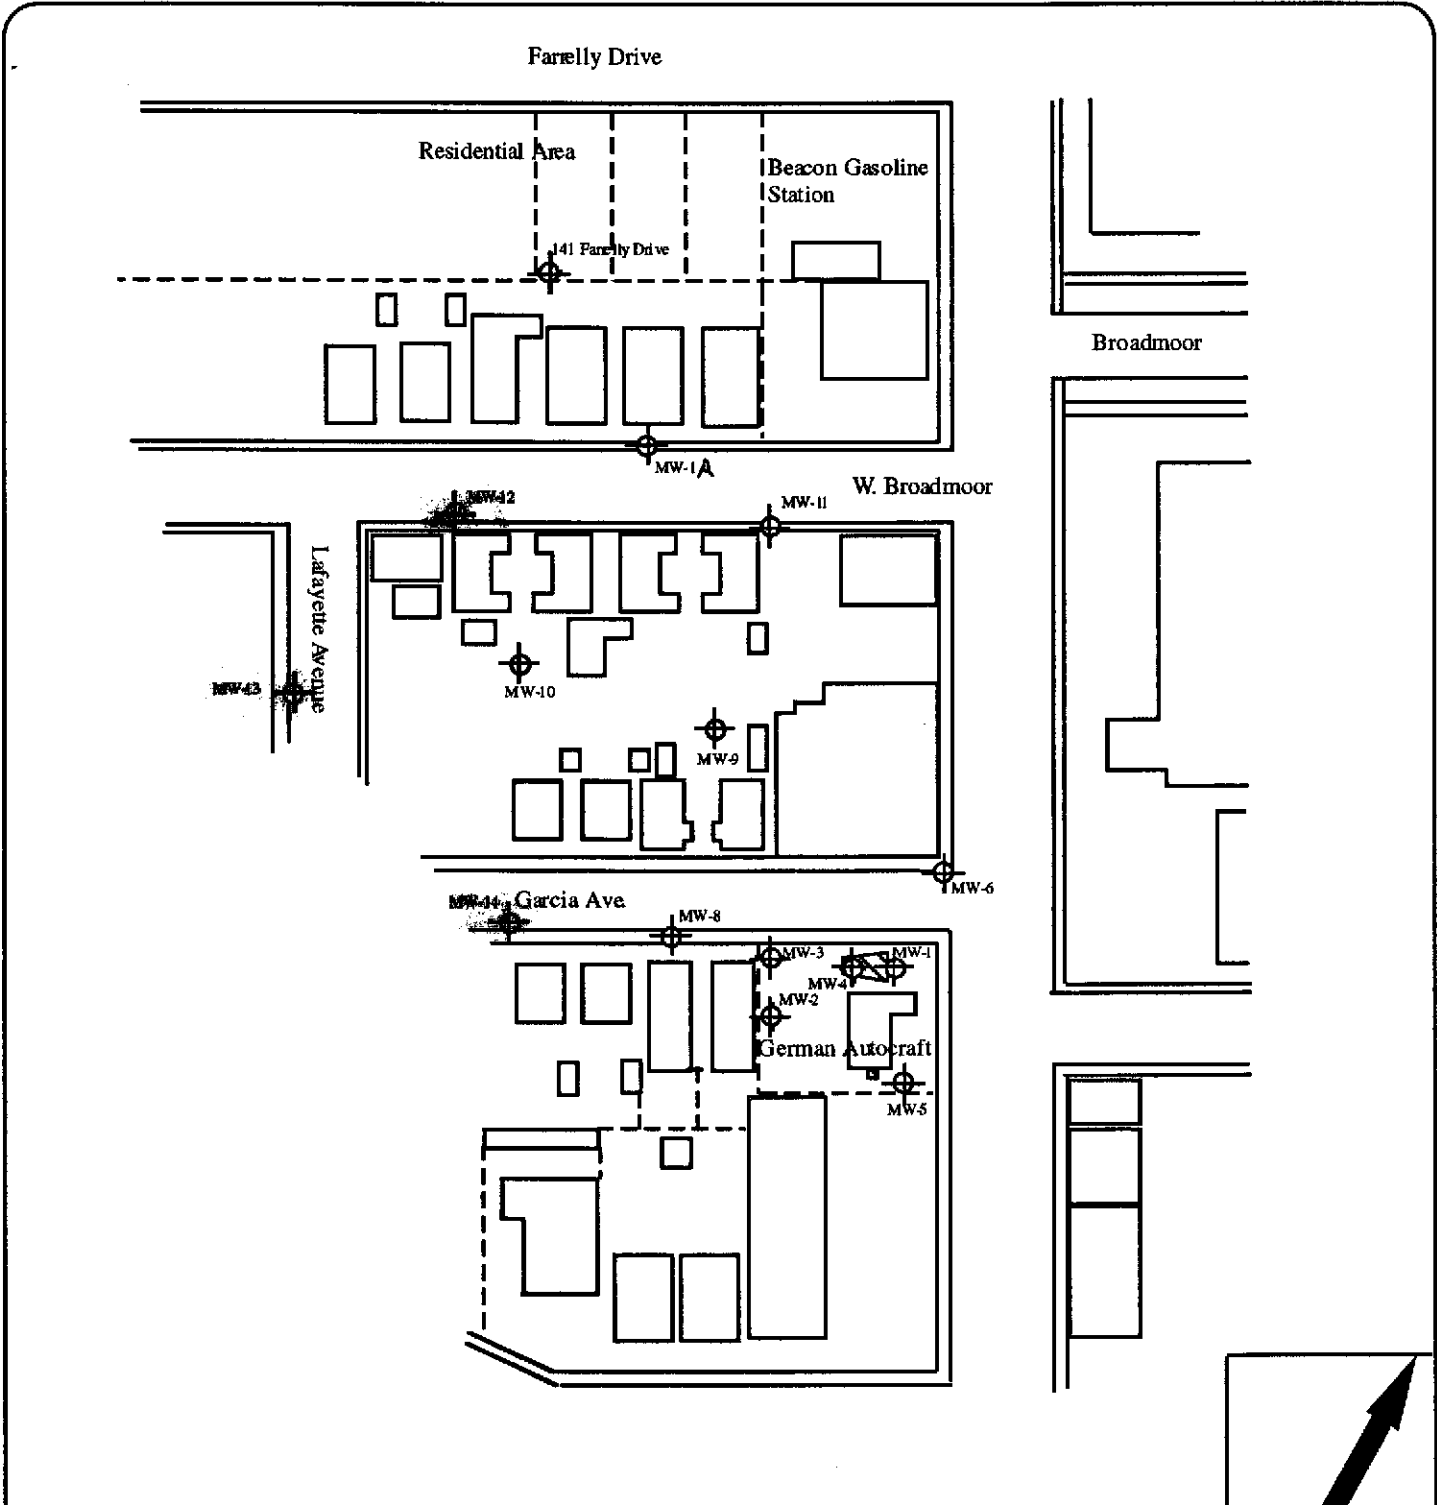 Farrelly Drive
Residential Area
Beacon Gasoline
Station
141 Farrelly Drive
Broadmoor
MW-1A
W. Broadmoor
MW-12
MW-11
Lafayette Avenue
MW-13
MW-10
MW-9
MW-6
MW-14
Garcia Ave.
MW-8
MW-3
MW-1
MW-4
MW-2
German Autocraft
MW-5